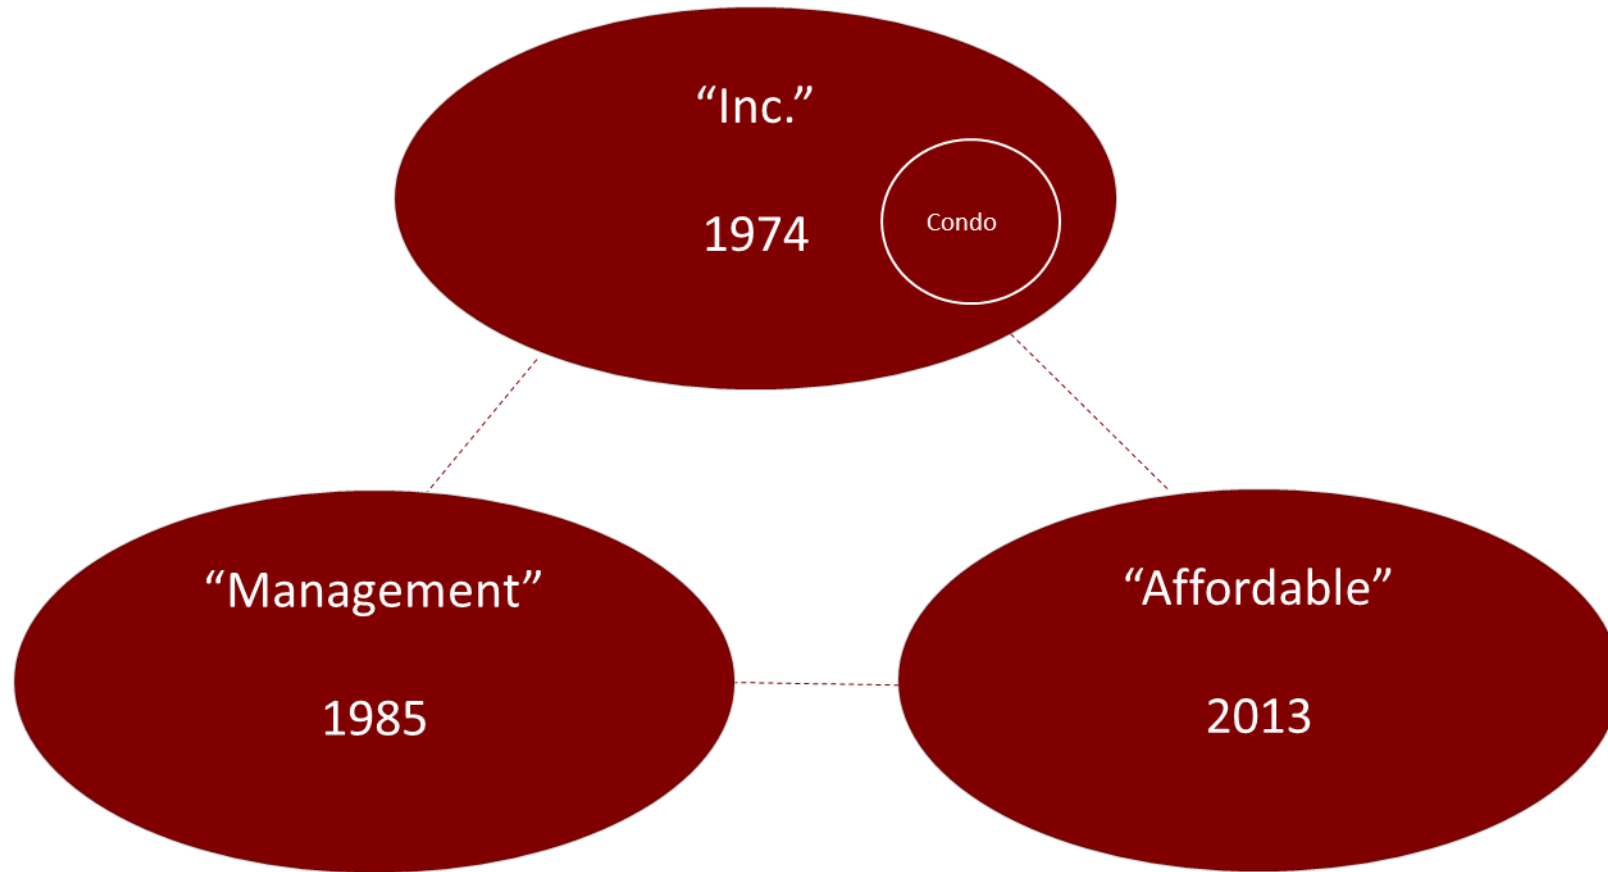 “Inc.”
1974
Condo
“Management”
1985
“Affordable”
2013